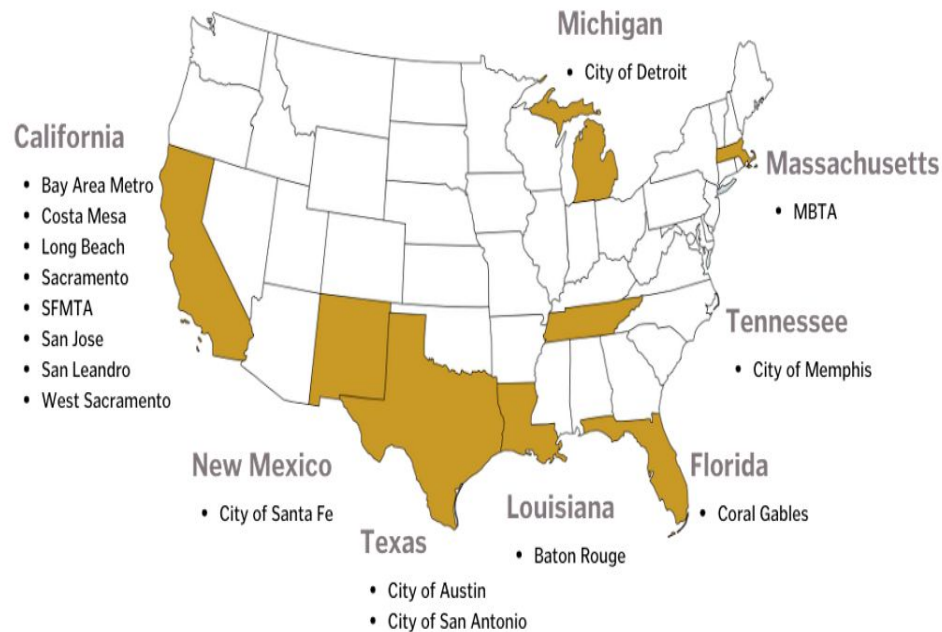 Michigan
• City of Detroit
California
• Bay Area Metro
• Costa Mesa
• Long Beach
• Sacramento
• SFMTA
• San Jose
• San Leandro
• West Sacramento
Massachusetts
• MBTA
Tennessee
• City of Memphis
New Mexico
• City of Santa Fe
Texas
• City of Austin
• City of San Antonio
Louisiana
• Baton Rouge
Florida
• Coral Gables